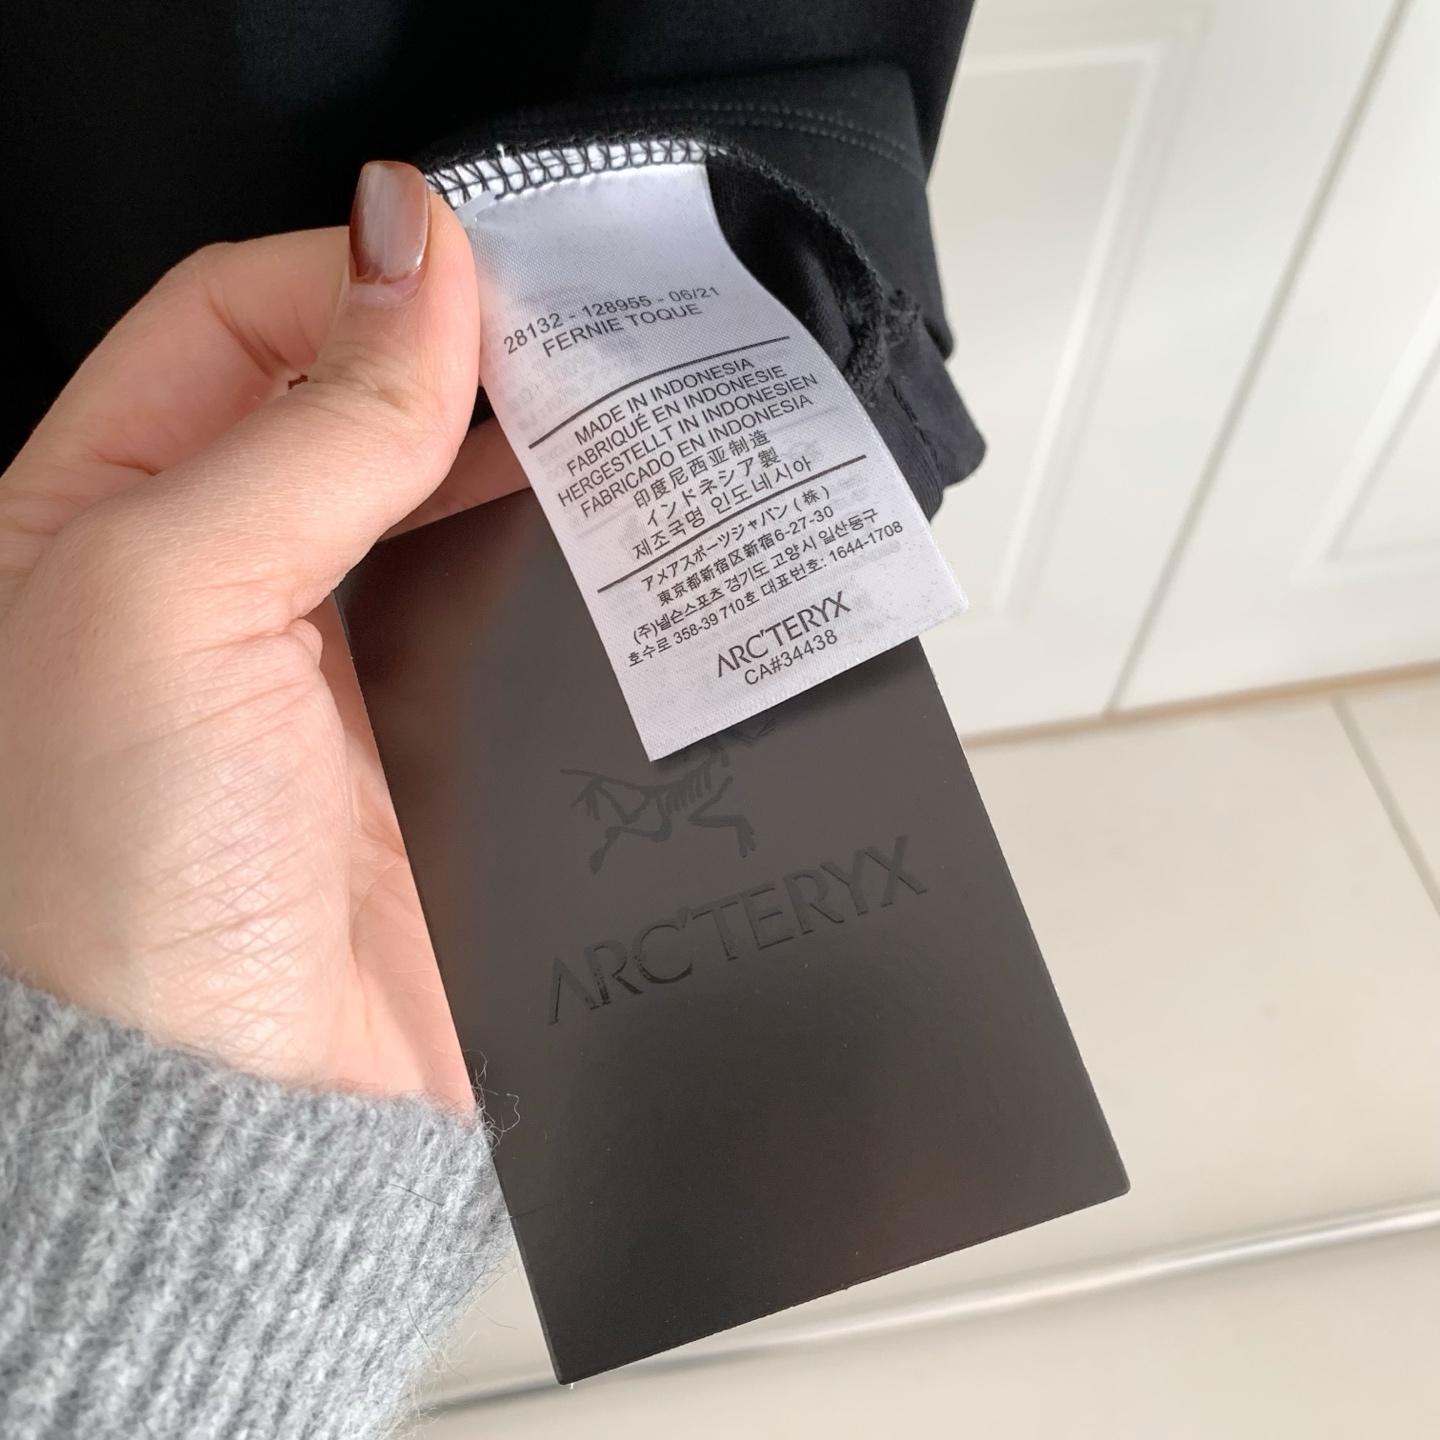 28132 - 128955 - 06/21
FERNIE TOQUE
MADE IN INDONESIA
FABRIQUÉ EN INDONESIE
HERGESTELLT IN INDONESIEN
FABRICADO EN INDONESIA
印度尼西亚制造
インドネシア製
제조국명 인도네시아
アメアスポーツジャパン (株)
東京都新宿区新宿6-27-30
(주)넬슨스포츠 경기도 고양시 일산동구
호수로 358-39 710호 대표번호: 1644-1708
ARC'TERYX
CA#34438
ARC'TERYX